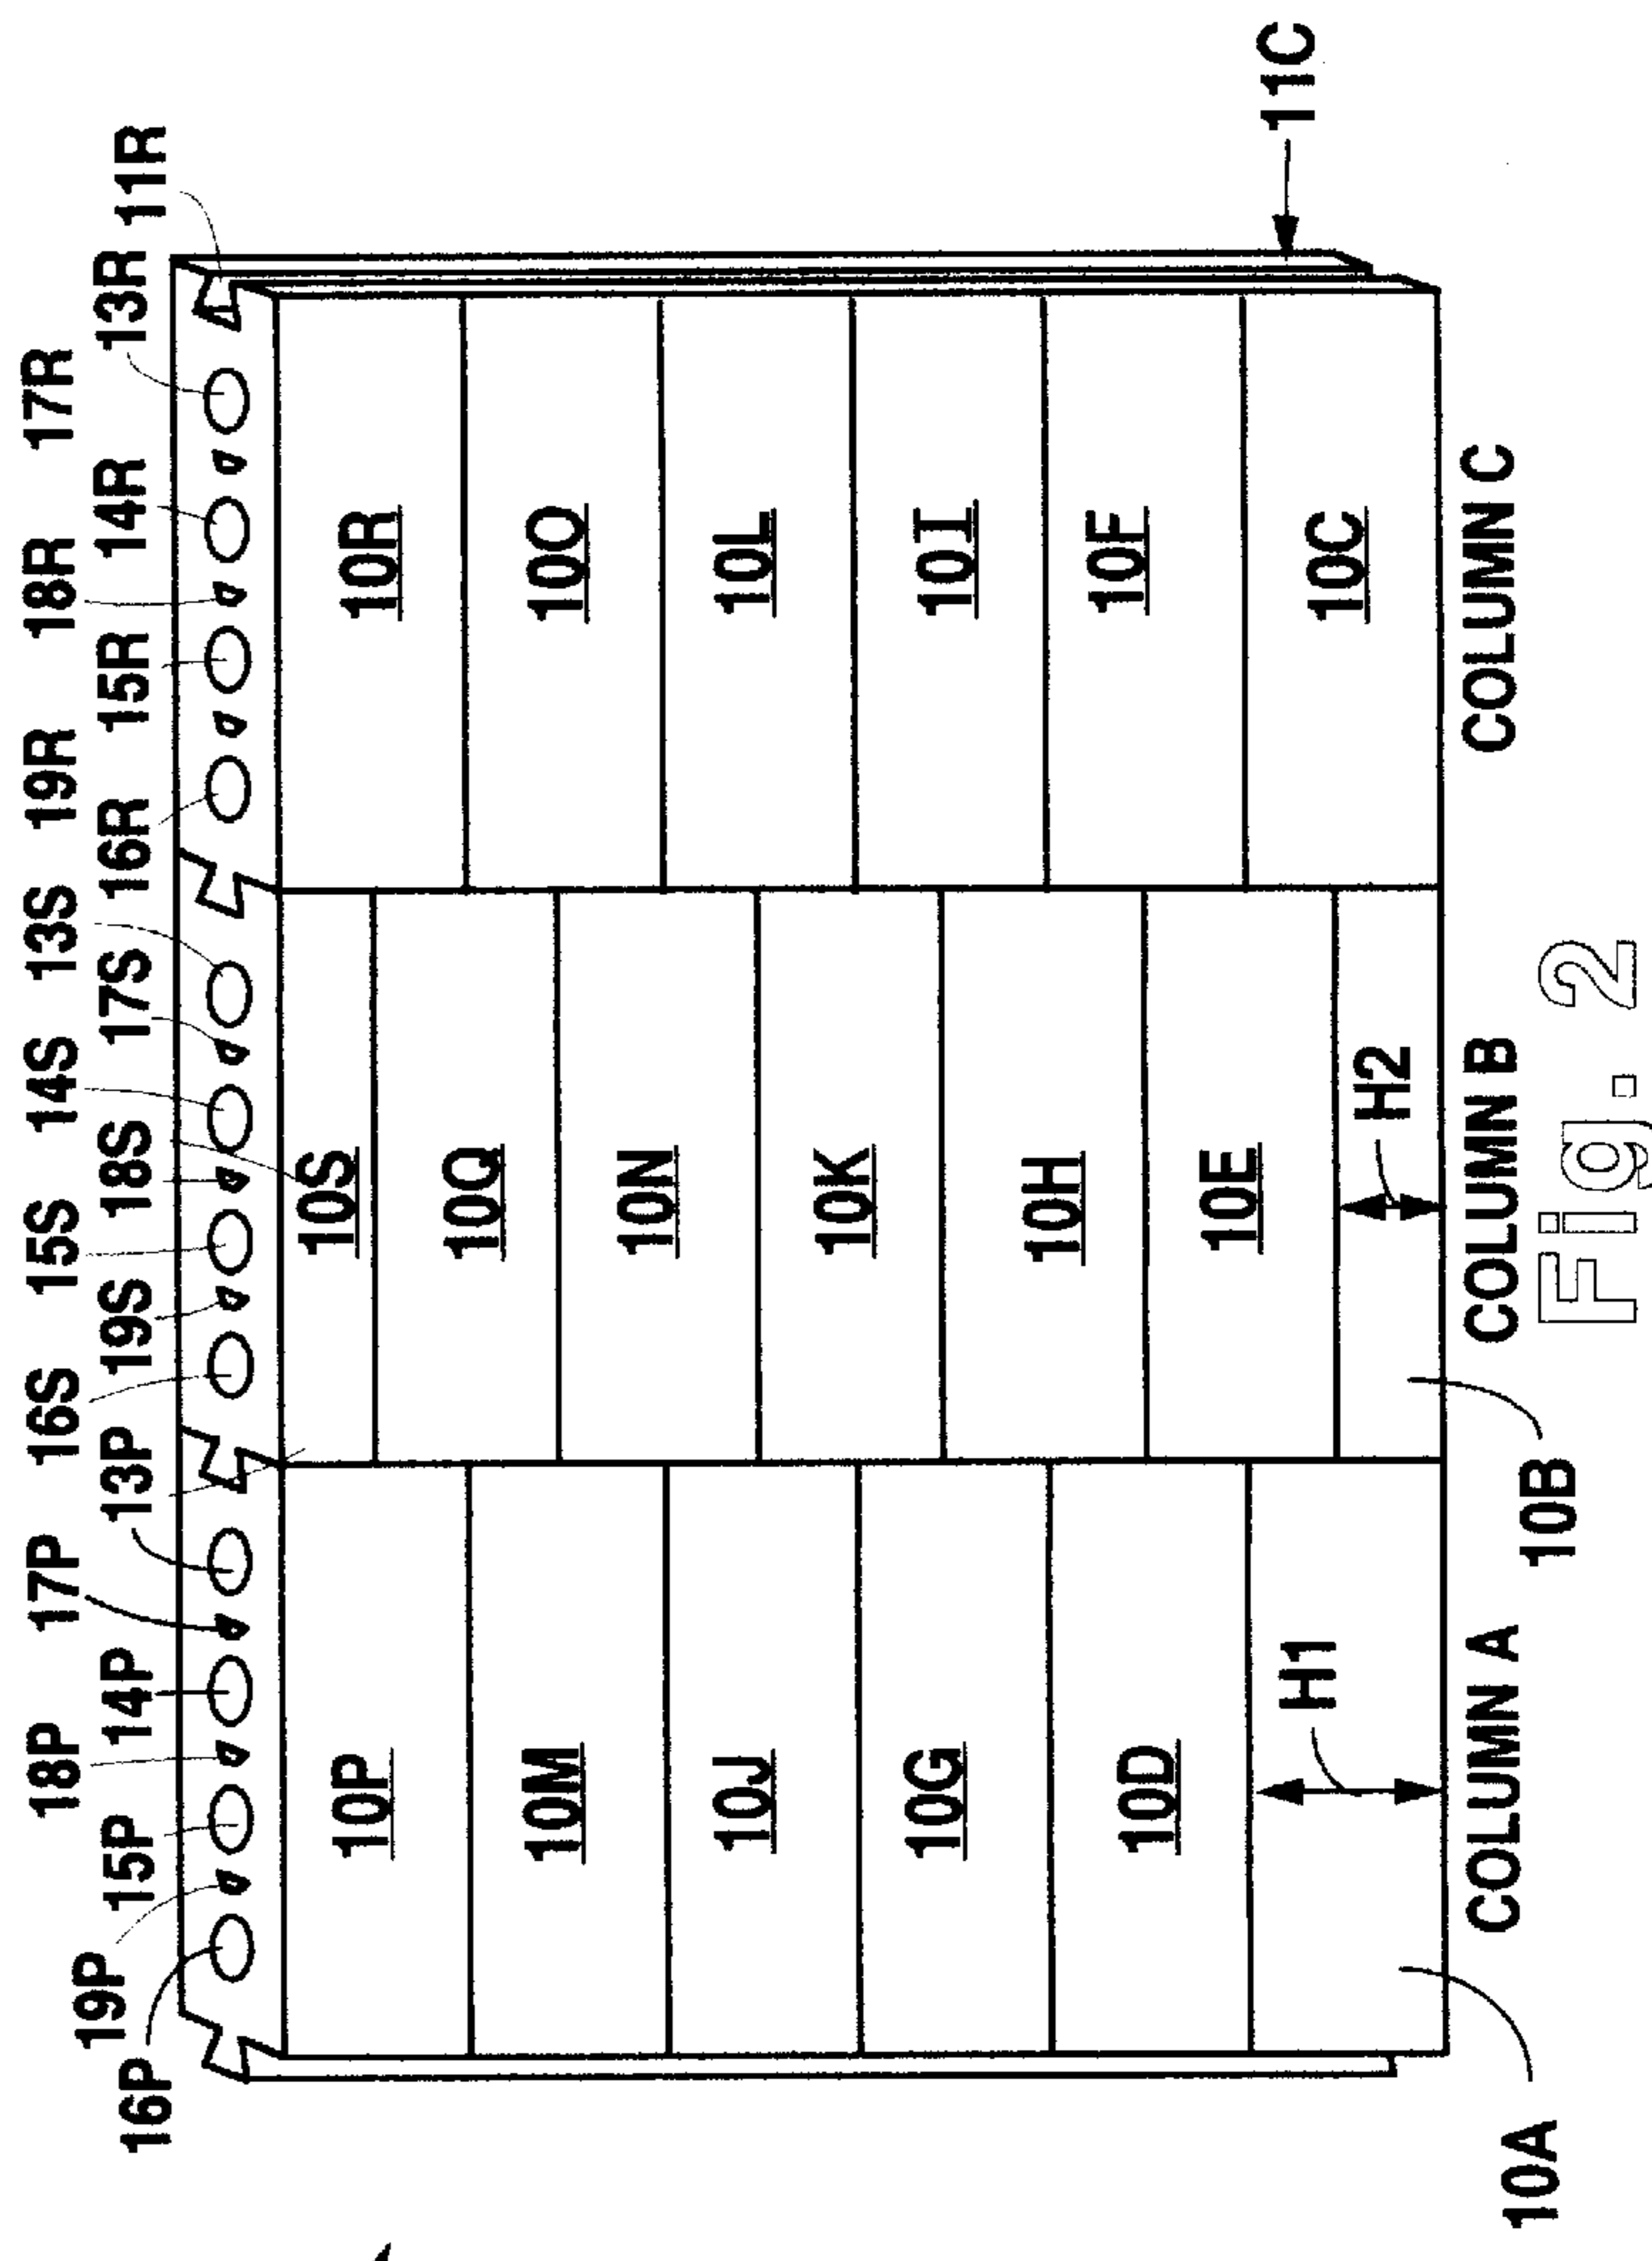 18P 17P 16S 15S 14S 13S 19R 18R 17R
19P 15P 14P 13P 19S 18S 17S 16R 15R 14R 13R
16P 11R
10S
10P 10R
10Q
10M 10O
10N
10J 10L
10K
10G 10I
10H
10D 10F
10E
11C
H1 10C
H2
COLUMN A COLUMN B COLUMN C
10A 10B
Fig. 2